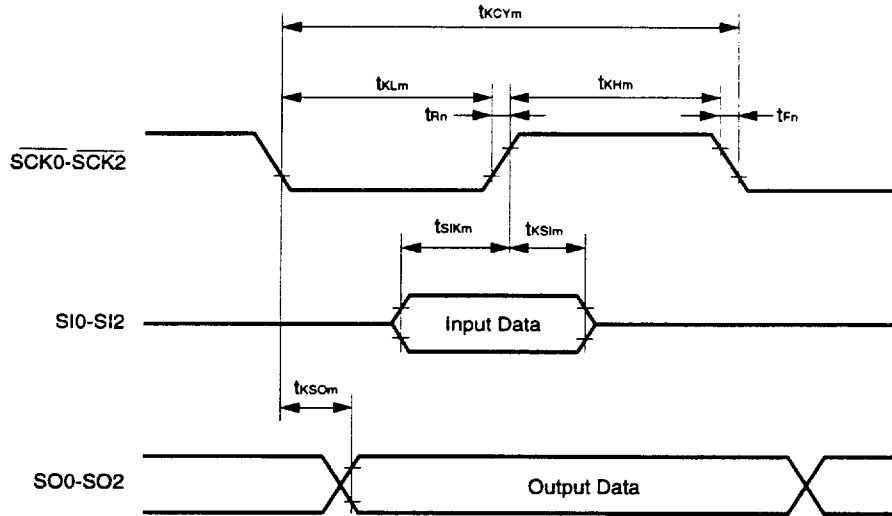 tKCYm
tKLm
tKHm
tRn
tFn
SCK0-SCK2
tSIKm
tKSIm
SI0-SI2
Input Data
tKSOm
SO0-SO2
Output Data